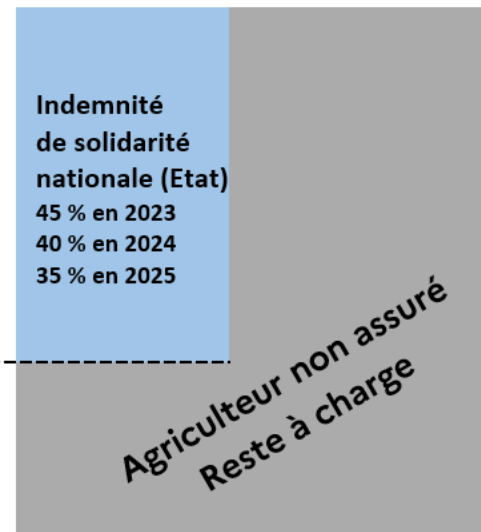 Indemnité
de solidarité
nationale (Etat)
45 % en 2023
40 % en 2024
35 % en 2025
Agriculteur non assuré
Reste à charge